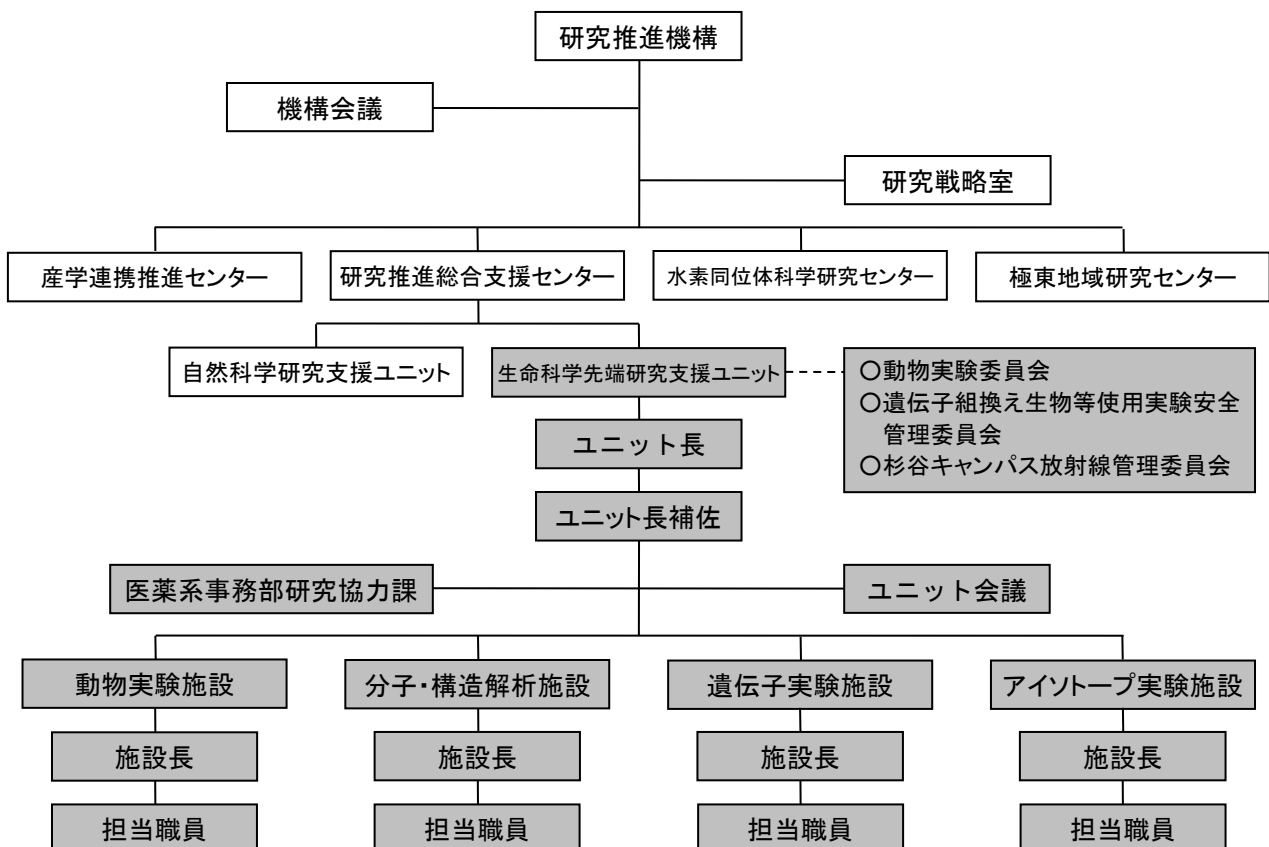 研究推進機構
機構会議
研究戦略室
産学連携推進センター
研究推進総合支援センター
水素同位体科学研究センター
極東地域研究センター
自然科学研究支援ユニット
生命科学先端研究支援ユニット
○動物実験委員会
○遺伝子組換え生物等使用実験安全
管理委員会
○杉谷キャンパス放射線管理委員会
ユニット長
ユニット長補佐
医薬系事務部研究協力課
ユニット会議
動物実験施設
分子・構造解析施設
遺伝子実験施設
アイソトープ実験施設
施設長
施設長
施設長
施設長
担当職員
担当職員
担当職員
担当職員